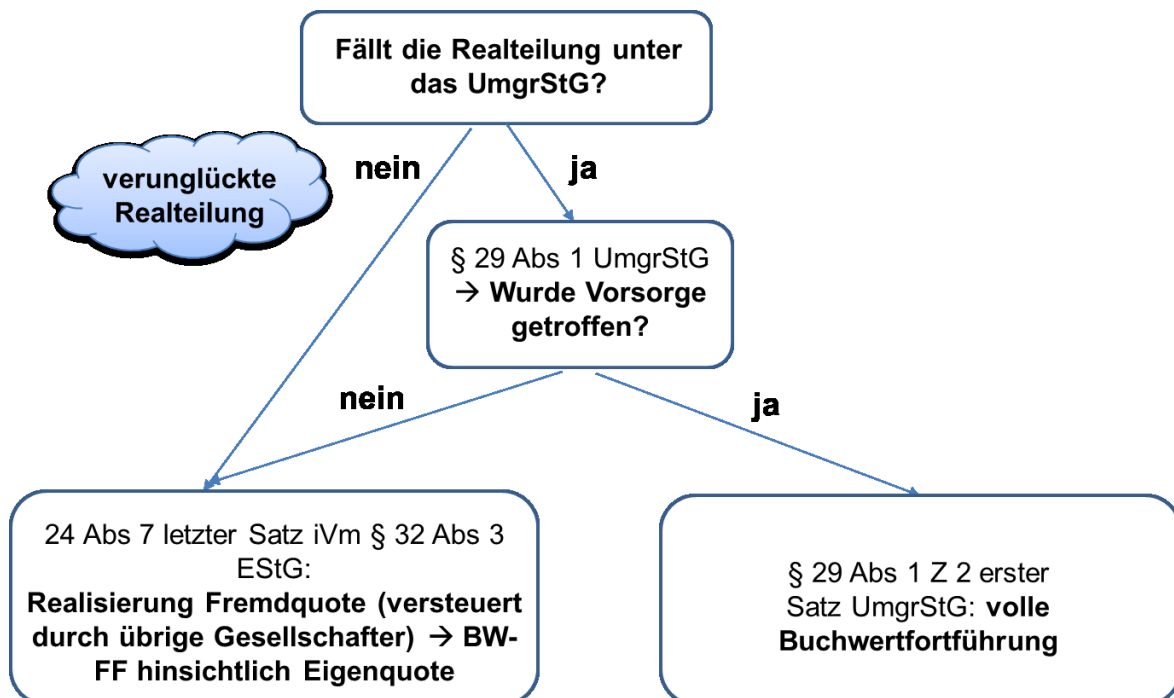 Fällt die Realteilung unter
das UmgrStG?
verunglückte
Realteilung
nein
ja
§ 29 Abs 1 UmgrStG
→ Wurde Vorsorge
getroffen?
nein
ja
24 Abs 7 letzter Satz iVm § 32 Abs 3
EStG:
Realisierung Fremdquote (versteuert
durch übrige Gesellschafter) → BW-
FF hinsichtlich Eigenquote
§ 29 Abs 1 Z 2 erster
Satz UmgrStG: volle
Buchwertfortführung